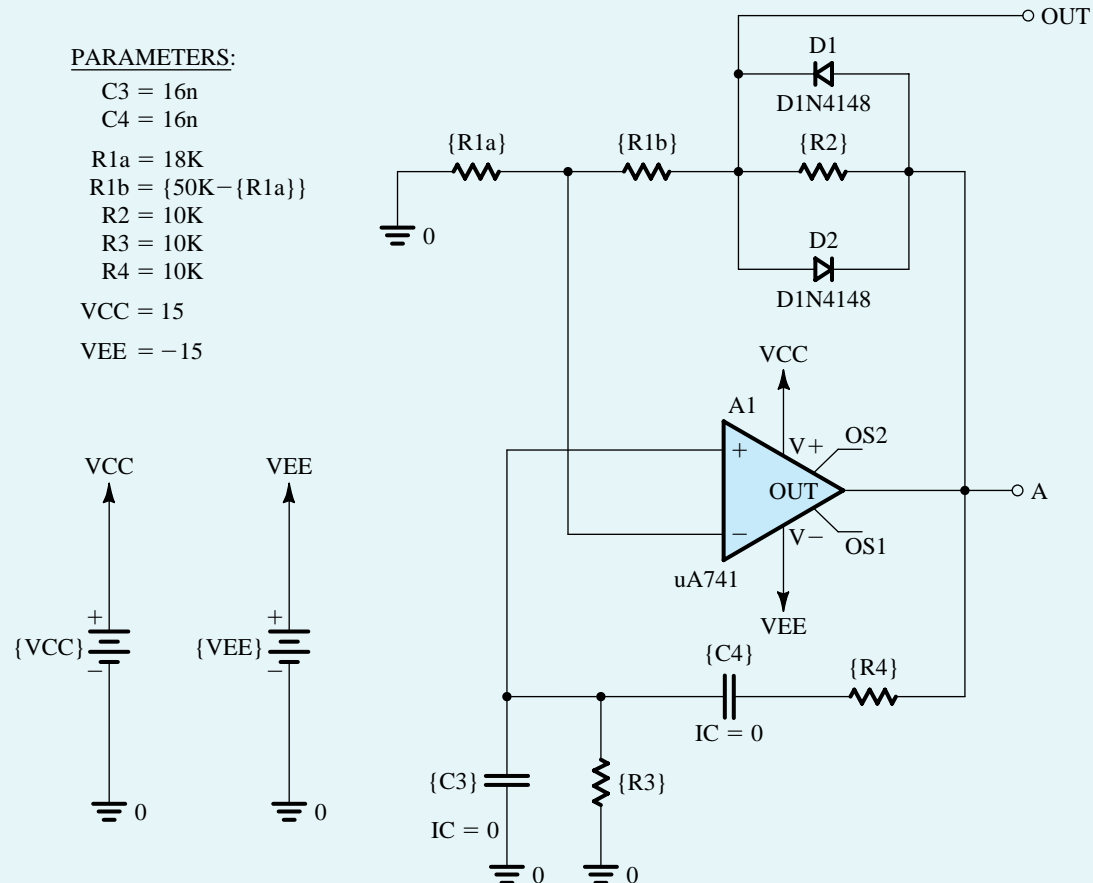 OUT
PARAMETERS:
C3 = 16n
C4 = 16n
R1a = 18K
R1b = {50K−{R1a}}
R2 = 10K
R3 = 10K
R4 = 10K
VCC = 15
VEE = −15
D1
D1N4148
{R1a}
{R1b}
{R2}
0
D2
D1N4148
VCC
A1
V+
OS2
+
OUT
A
−
V−
OS1
uA741
VEE
VCC
VEE
+
{VCC}
−
+
{VEE}
−
0
0
{C4}
IC = 0
{R4}
{C3}
IC = 0
{R3}
0
0